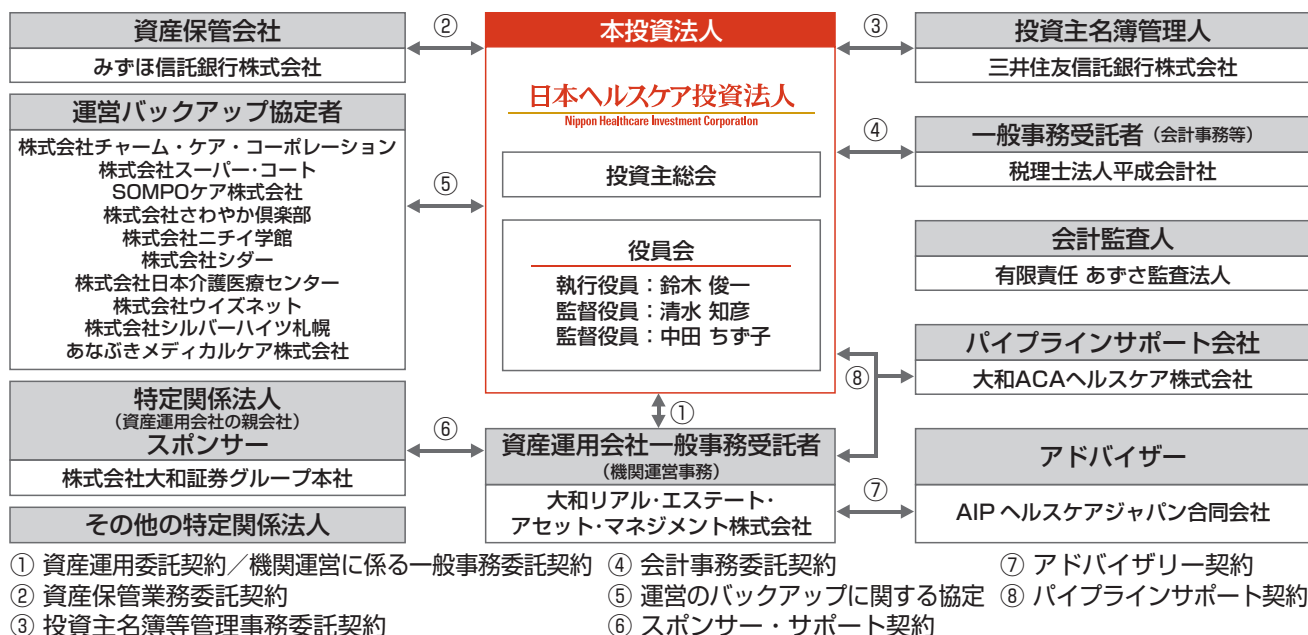 資産保管会社
みずほ信託銀行株式会社
運営バックアップ協定者
株式会社チャーム・ケア・コーポレーション
株式会社スーパー・コート
SOMPOケア株式会社
株式会社さわやか倶楽部
株式会社ニチイ学館
株式会社シダー
株式会社日本介護医療センター
株式会社ウイズネット
株式会社シルバーハイツ札幌
あなぶきメディカルケア株式会社
特定関係法人
（資産運用会社の親会社）
スポンサー
株式会社大和証券グループ本社
その他の特定関係法人
②
⑤
⑥
本投資法人
日本ヘルスケア投資法人
Nippon Healthcare Investment Corporation
投資主総会
役員会
執行役員：鈴木 俊一
監督役員：清水 知彦
監督役員：中田 ちず子
①
資産運用会社一般事務受託者
（機関運営事務）
大和リアル・エステート・
アセット・マネジメント株式会社
③
④
⑧
⑦
投資主名簿管理人
三井住友信託銀行株式会社
一般事務受託者（会計事務等）
税理士法人平成会計社
会計監査人
有限責任 あずさ監査法人
パイプラインサポート会社
大和ACAヘルスケア株式会社
アドバイザー
AIP ヘルスケアジャパン合同会社
① 資産運用委託契約／機関運営に係る一般事務委託契約
② 資産保管業務委託契約
③ 投資主名簿等管理事務委託契約
④ 会計事務委託契約
⑤ 運営のバックアップに関する協定
⑥ スポンサー・サポート契約
⑦ アドバイザリー契約
⑧ パイプラインサポート契約